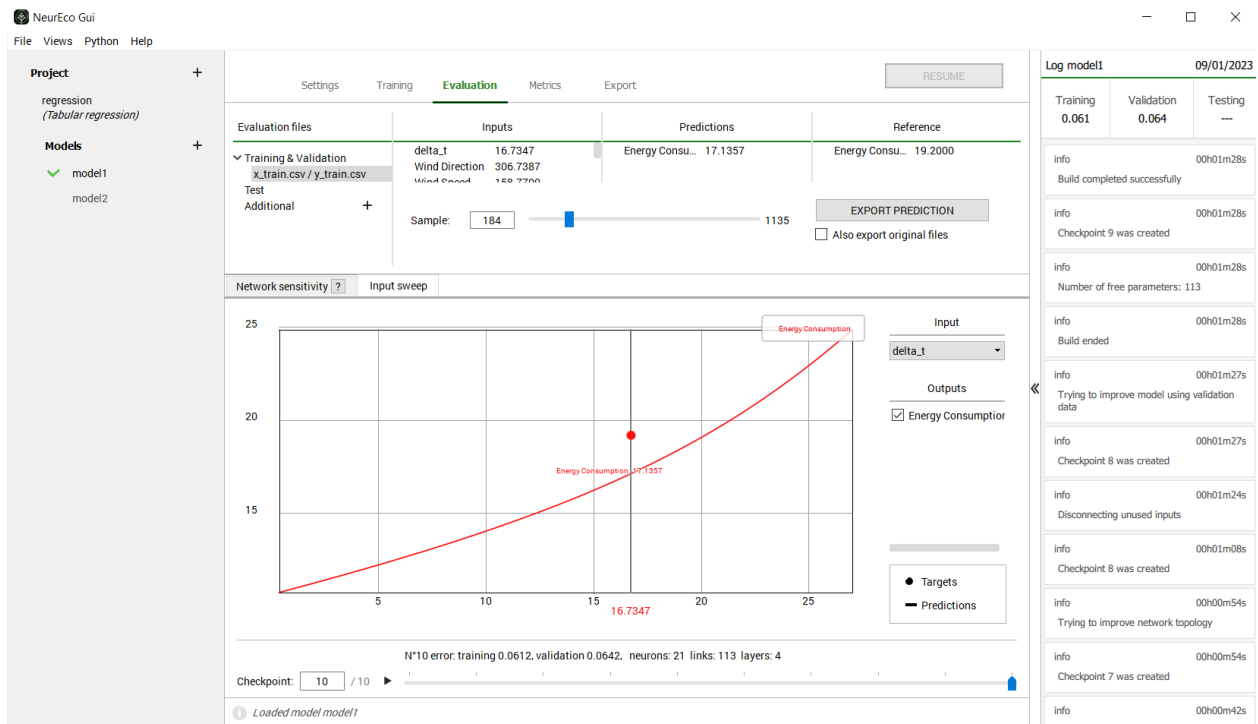 NeurEco Gui
File Views Python Help
Project +
regression
(Tabular regression)
Models +
model1
model2
Settings Training Evaluation Metrics Export RESUME
Evaluation files Inputs Predictions Reference
Training & Validation
x_train.csv / y_train.csv
Test
Additional +
delta_t 16.7347
Wind Direction 306.7387
Wind Speed 158.7709
Energy Consu... 17.1357
Energy Consu... 19.2000
Sample: 184 1135
EXPORT PREDICTION
Also export original files
Network sensitivity ? Input sweep
25
20
15
5 10 15 20 25
16.7347
Energy Consumption
Energy Consumption 17.1357
Input
delta_t
Outputs
Energy Consumption
Targets
Predictions
N°10 error: training 0.0612, validation 0.0642, neurons: 21 links: 113 layers: 4
Checkpoint: 10 / 10
Loaded model model1
Log model1 09/01/2023
Training Validation Testing
0.061 0.064 ---
info 00h01m28s
Build completed successfully
info 00h01m28s
Checkpoint 9 was created
info 00h01m28s
Number of free parameters: 113
info 00h01m28s
Build ended
info 00h01m27s
Trying to improve model using validation
data
info 00h01m27s
Checkpoint 8 was created
info 00h01m24s
Disconnecting unused inputs
info 00h01m08s
Checkpoint 8 was created
info 00h00m54s
Trying to improve network topology
info 00h00m54s
Checkpoint 7 was created
info 00h00m42s